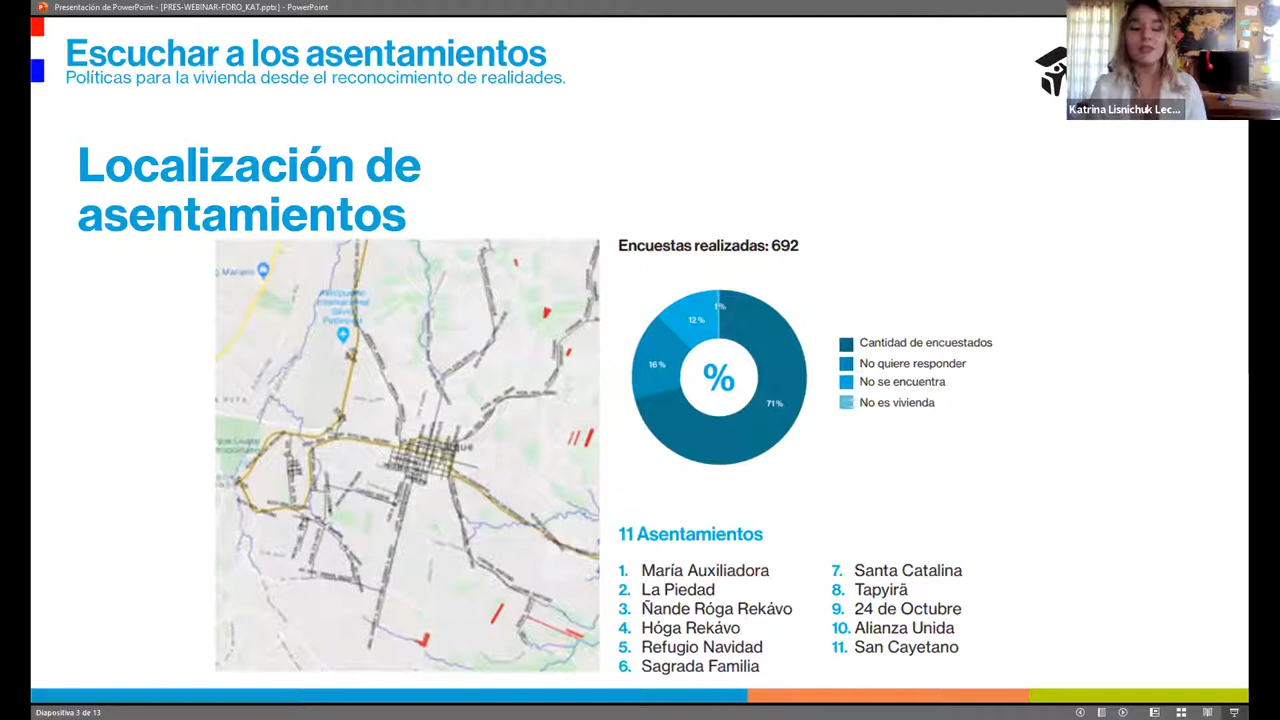 Presentación de PowerPoint - [PRES-WEBINAR-FORO_KAT.pptx] - PowerPoint
Escuchar a los asentamientos
Políticas para la vivienda desde el reconocimiento de realidades.
Katrina Lisnichuk Lec...
Localización de
asentamientos
Encuestas realizadas: 692
1%
12%
16%
%
71%
Cantidad de encuestados
No quiere responder
No se encuentra
No es vivienda
11 Asentamientos
1. María Auxiliadora
2. La Piedad
3. Ñande Róga Rekávo
4. Hóga Rekávo
5. Refugio Navidad
6. Sagrada Familia
7. Santa Catalina
8. Tapyirã
9. 24 de Octubre
10. Alianza Unida
11. San Cayetano
Diapositiva 3 de 13